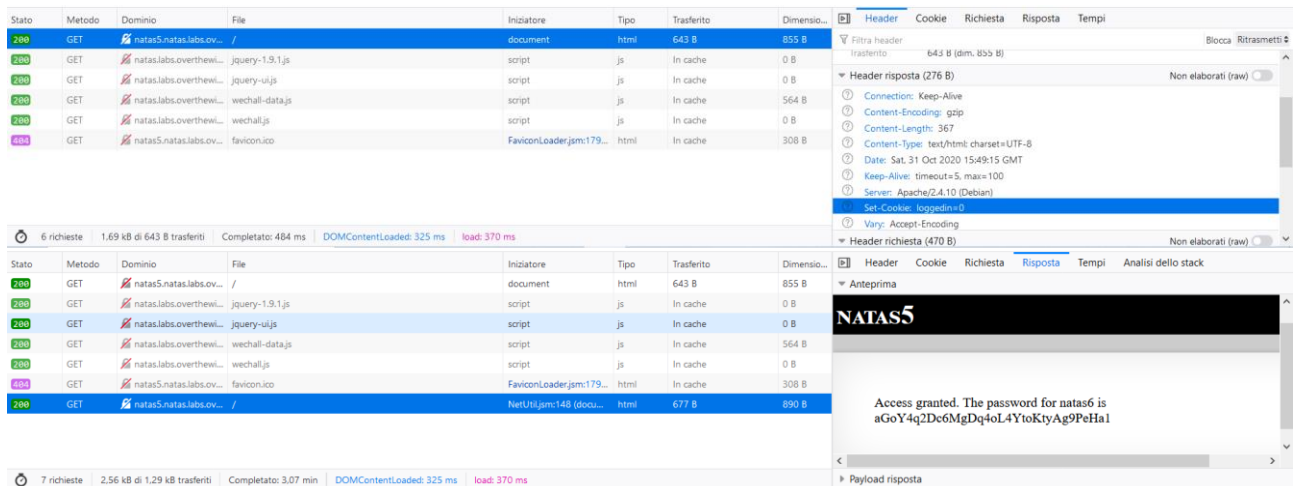 Stato Metodo Dominio File Iniziatore Tipo Trasferito Dimensio...
200 GET natas5.natas.labs.ov... / document html 643 B 855 B
200 GET natas.labs.overthewi... jquery-1.9.1.js script js In cache 0 B
200 GET natas.labs.overthewi... jquery-ui.js script js In cache 0 B
200 GET natas.labs.overthewi... wechall-data.js script js In cache 564 B
200 GET natas.labs.overthewi... wechall.js script js In cache 0 B
404 GET natas5.natas.labs.ov... favicon.ico FaviconLoader.jsm:179... html In cache 308 B
6 richieste 1,69 kB di 643 B trasferiti Completato: 484 ms DOMContentLoaded: 325 ms load: 370 ms
Header Cookie Richiesta Risposta Tempi
Filtra header Blocca Ritrasmetti
Trasferito 643 B (dim. 855 B)
Header risposta (276 B) Non elaborati (raw)
Connection: Keep-Alive
Content-Encoding: gzip
Content-Length: 367
Content-Type: text/html; charset=UTF-8
Date: Sat, 31 Oct 2020 15:49:15 GMT
Keep-Alive: timeout=5, max=100
Server: Apache/2.4.10 (Debian)
Set-Cookie: loggedin=0
Vary: Accept-Encoding
Header richiesta (470 B) Non elaborati (raw)
Stato Metodo Dominio File Iniziatore Tipo Trasferito Dimensio...
200 GET natas5.natas.labs.ov... / document html 643 B 855 B
200 GET natas.labs.overthewi... jquery-1.9.1.js script js In cache 0 B
200 GET natas.labs.overthewi... jquery-ui.js script js In cache 0 B
200 GET natas.labs.overthewi... wechall-data.js script js In cache 564 B
200 GET natas.labs.overthewi... wechall.js script js In cache 0 B
404 GET natas5.natas.labs.ov... favicon.ico FaviconLoader.jsm:179... html In cache 308 B
200 GET natas5.natas.labs.ov... / NetUtil.jsm:148 (docu... html 677 B 890 B
7 richieste 2,56 kB di 1,29 kB trasferiti Completato: 3,07 min DOMContentLoaded: 325 ms load: 370 ms
Header Cookie Richiesta Risposta Tempi Analisi dello stack
Anteprima
NATAS5
Access granted. The password for natas6 is
aGoY4q2Dc6MgDq4oL4YtoKtyAg9PeHa1
Payload risposta